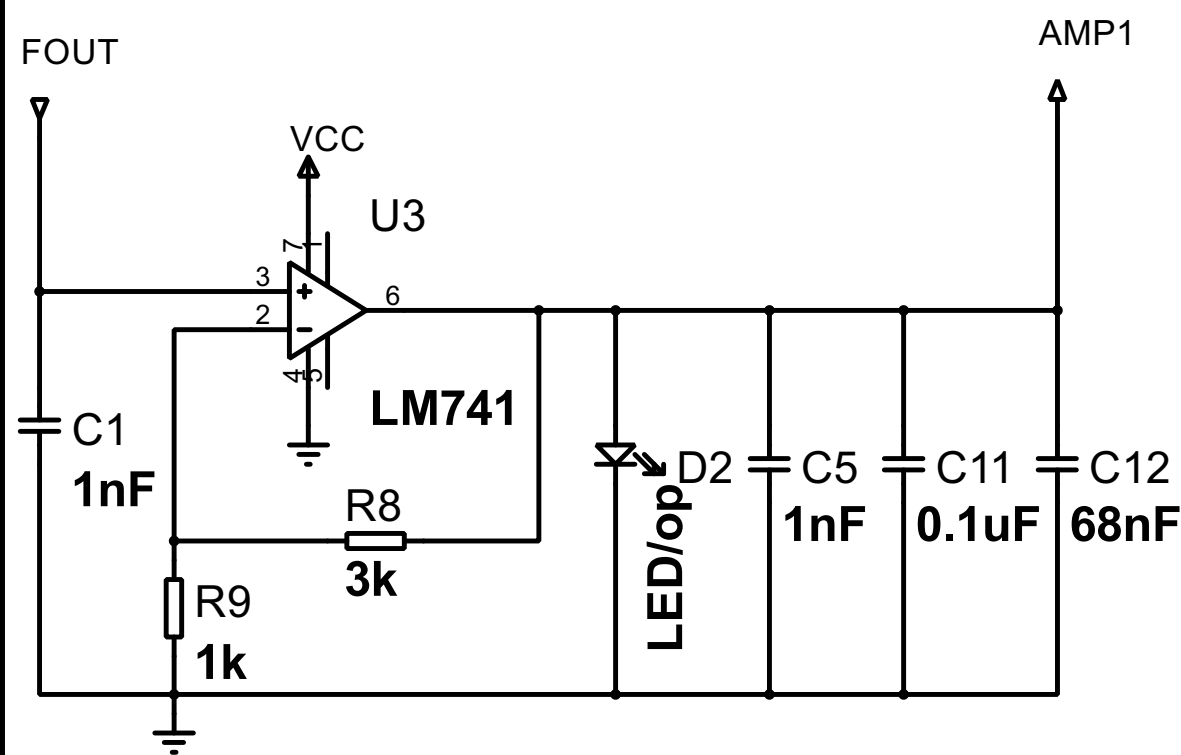 FOUT
AMP1
VCC
U3
7
1
3
6
2
4
5
LM741
C1
1nF
R8
3k
R9
1k
D2
LED/op
C5
1nF
C11
0.1uF
C12
68nF